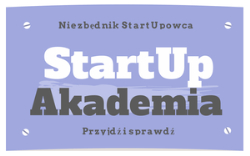 Niezbędnik StartUpowca
StartUp
Akademia
Przyjdź i sprawdź